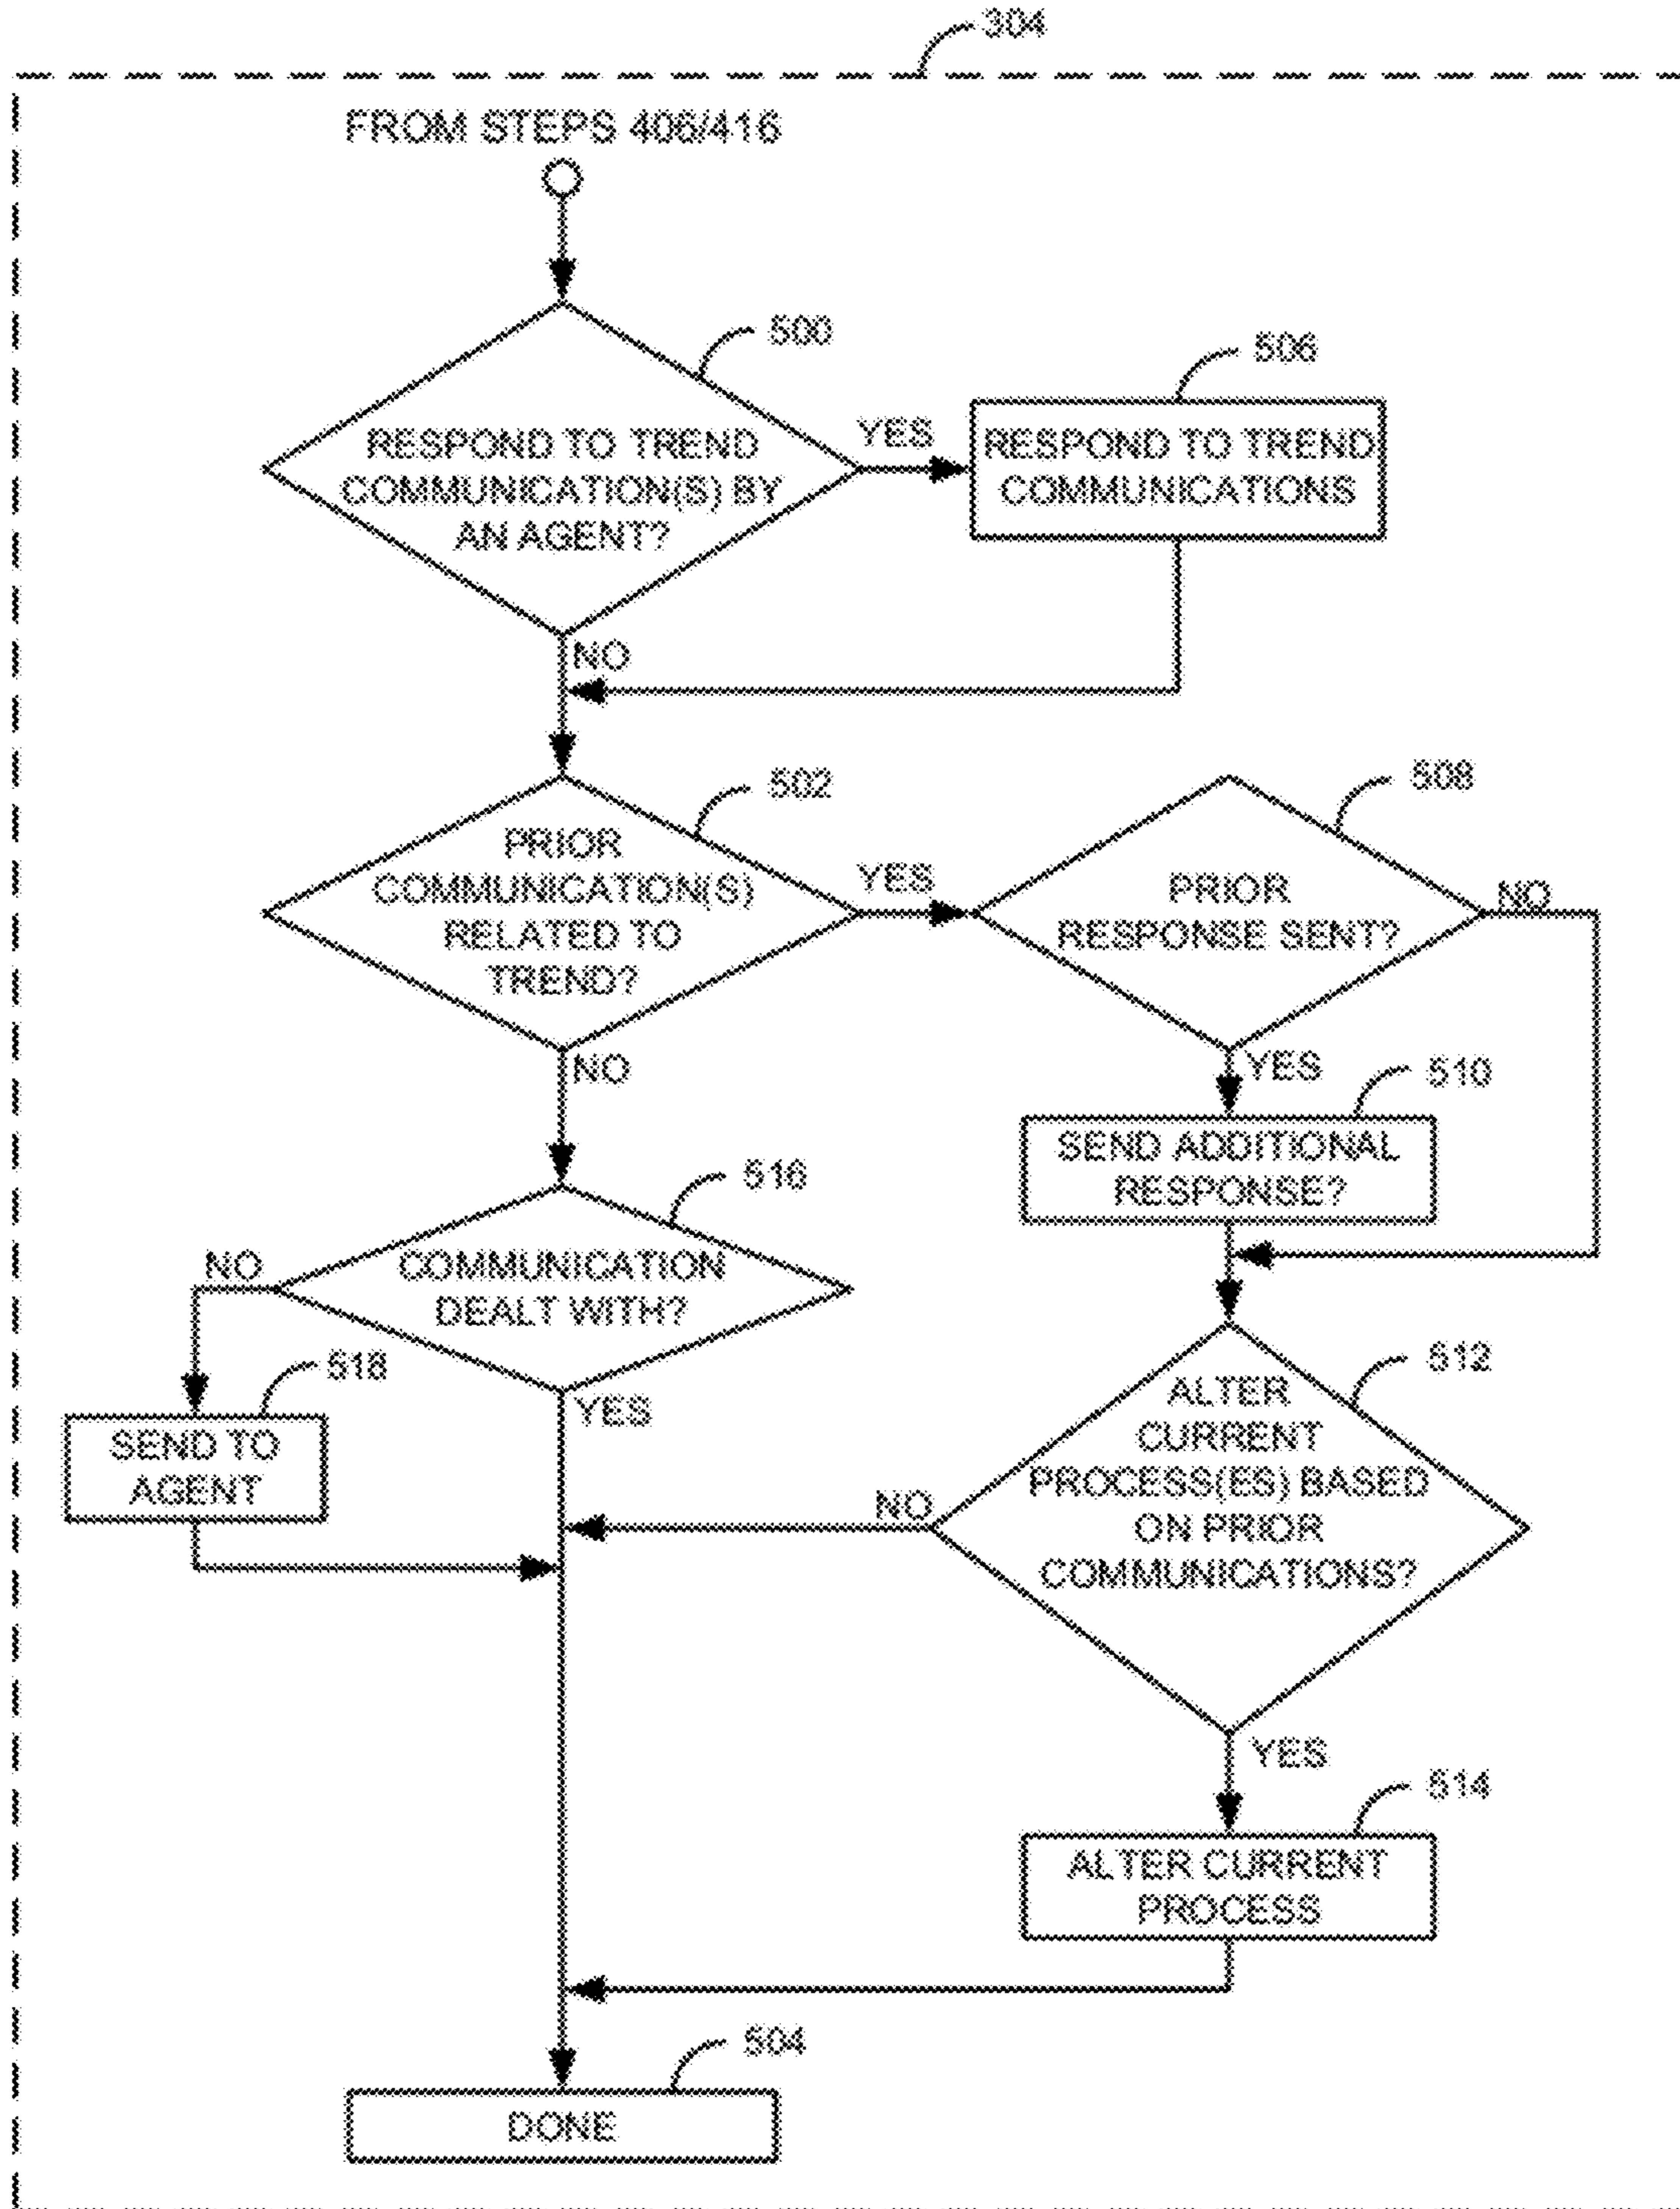 304
FROM STEPS 406/416
500
506
RESPOND TO TREND
COMMUNICATION(S) BY
AN AGENT?
YES
RESPOND TO TREND
COMMUNICATIONS
NO
502
508
PRIOR
COMMUNICATION(S)
RELATED TO
TREND?
YES
PRIOR
RESPONSE SENT?
NO
NO
YES
510
SEND ADDITIONAL
RESPONSE?
516
COMMUNICATION
DEALT WITH?
NO
YES
518
SEND TO
AGENT
512
ALTER
CURRENT
PROCESS(ES) BASED
ON PRIOR
COMMUNICATIONS?
NO
YES
514
ALTER CURRENT
PROCESS
504
DONE